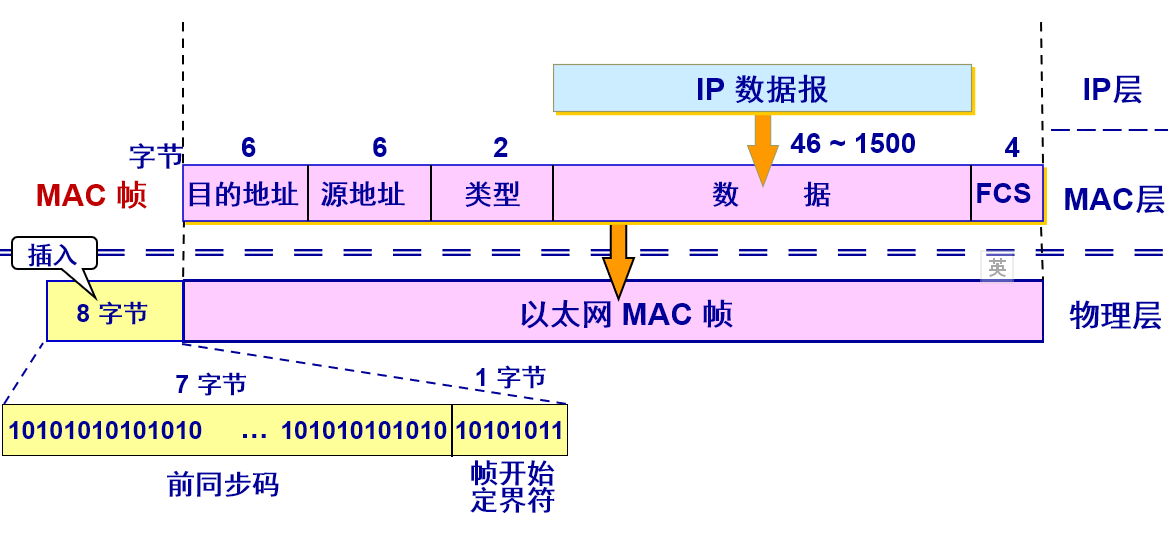 IP 数据报
IP层
字节
6
6
2
46 ~ 1500
4
MAC 帧
目的地址
源地址
类型
数 据
FCS
MAC层
插入
英
8 字节
以太网 MAC 帧
物理层
7 字节
1 字节
10101010101010 … 101010101010
10101011
前同步码
帧开始
定界符